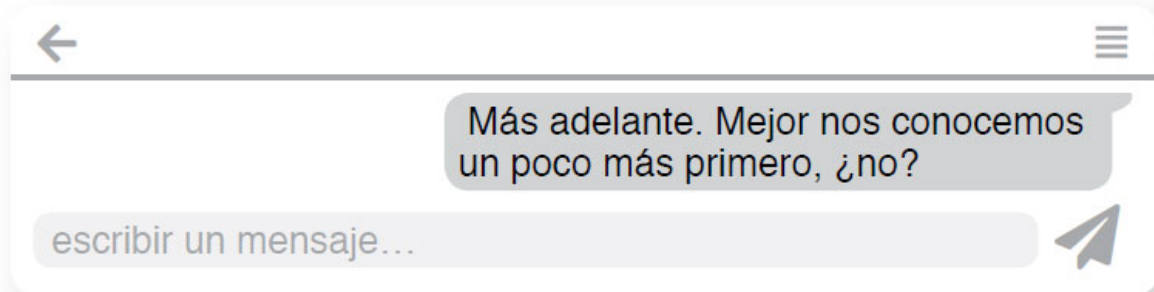 Más adelante. Mejor nos conocemos
un poco más primero, ¿no?
escribir un mensaje…